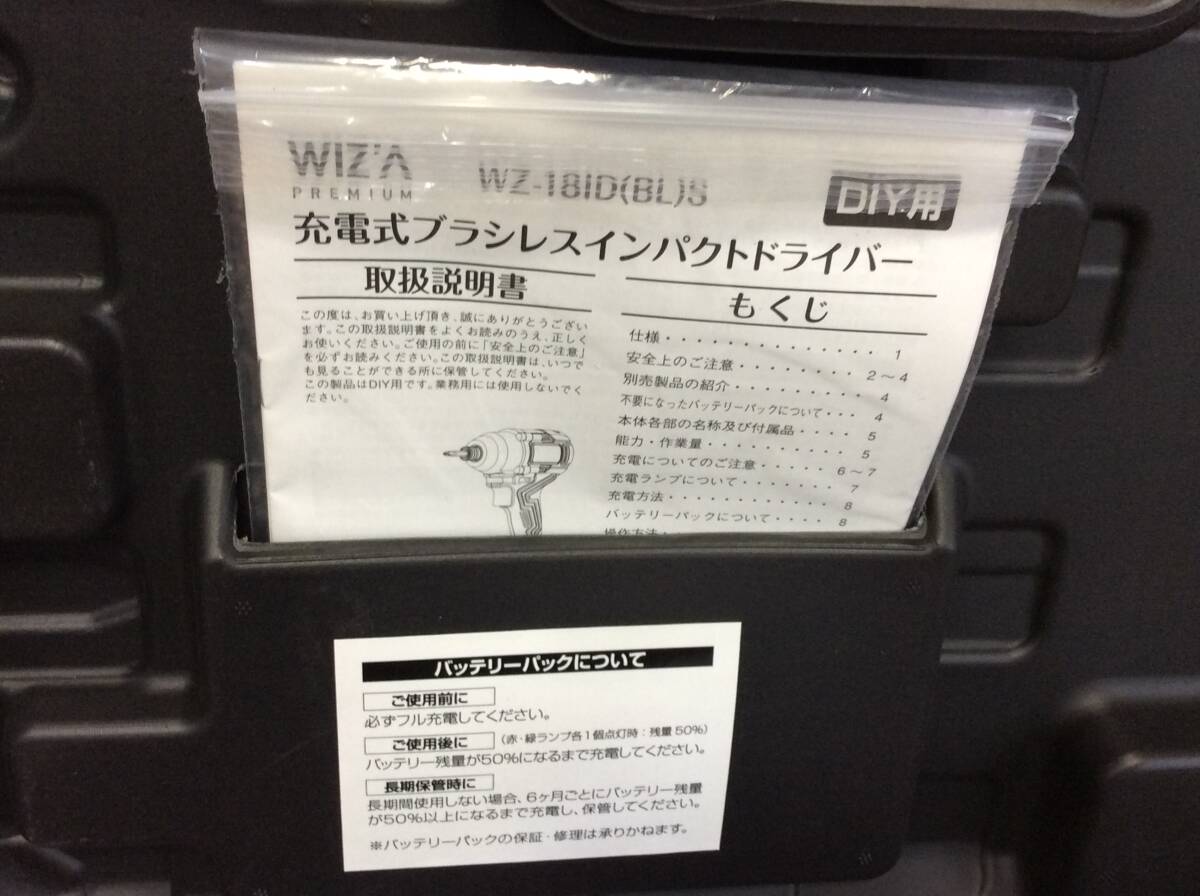 WIZ'A
PREMIUM
WZ-18ID(BL)S
DIY用
充電式ブラシレスインパクトドライバー
取扱説明書
この度は、お買い上げ頂き、誠にありがとうござい
ます。この取扱説明書をよくお読みのうえ、正しく
お使いください。ご使用の前に「安全上のご注意」
を必ずお読みください。この取扱説明書は、いつで
も見ることができる所に保管してください。
この製品はDIY用です。業務用には使用しないでく
ださい。
もくじ
仕様・・・・・・・・・・・・・・ 1
安全上のご注意・・・・・・・・ 2～4
別売製品の紹介・・・・・・・・ 4
不要になったバッテリーパックについて・・・ 4
本体各部の名称及び付属品・・・・ 5
能力・作業量・・・・・・・・・ 5
充電についてのご注意・・・・・ 6～7
充電ランプについて・・・・・・・ 7
充電方法・・・・・・・・・・・ 8
バッテリーパックについて・・・・ 8
操作方法・
バッテリーパックについて
ご使用前に
必ずフル充電してください。
ご使用後に (赤・緑ランプ各1個点灯時：残量50%)
バッテリー残量が50%になるまで充電してください。
長期保管時に
長期間使用しない場合、6ヶ月ごとにバッテリー残量
が50%以上になるまで充電し、保管してください。
※バッテリーパックの保証・修理は承りかねます。